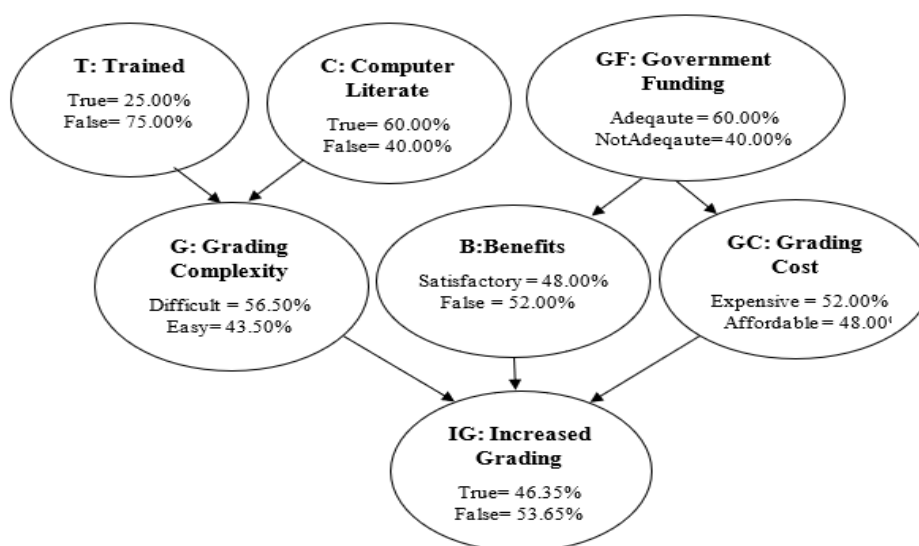 T: Trained
True= 25.00%
False= 75.00%
C: Computer
Literate
True= 60.00%
False= 40.00%
GF: Government
Funding
Adeqaute = 60.00%
NotAdeqaute= 40.00%
G: Grading
Complexity
Difficult = 56.50%
Easy= 43.50%
B:Benefits
Satisfactory = 48.00%
False = 52.00%
GC: Grading
Cost
Expensive = 52.00%
Affordable = 48.00%
IG: Increased
Grading
True= 46.35%
False= 53.65%